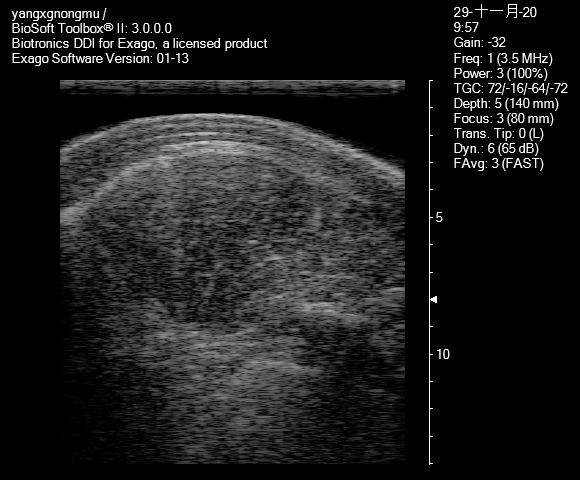 yangxgnongmu /
BioSoft Toolbox® II: 3.0.0.0
Biotronics DDI for Exago, a licensed product
Exago Software Version: 01-13
29-十一月-20
9:57
Gain: -32
Freq: 1 (3.5 MHz)
Power: 3 (100%)
TGC: 72/-16/-64/-72
Depth: 5 (140 mm)
Focus: 3 (80 mm)
Trans. Tip: 0 (L)
Dyn.: 6 (65 dB)
FAvg: 3 (FAST)
5
10